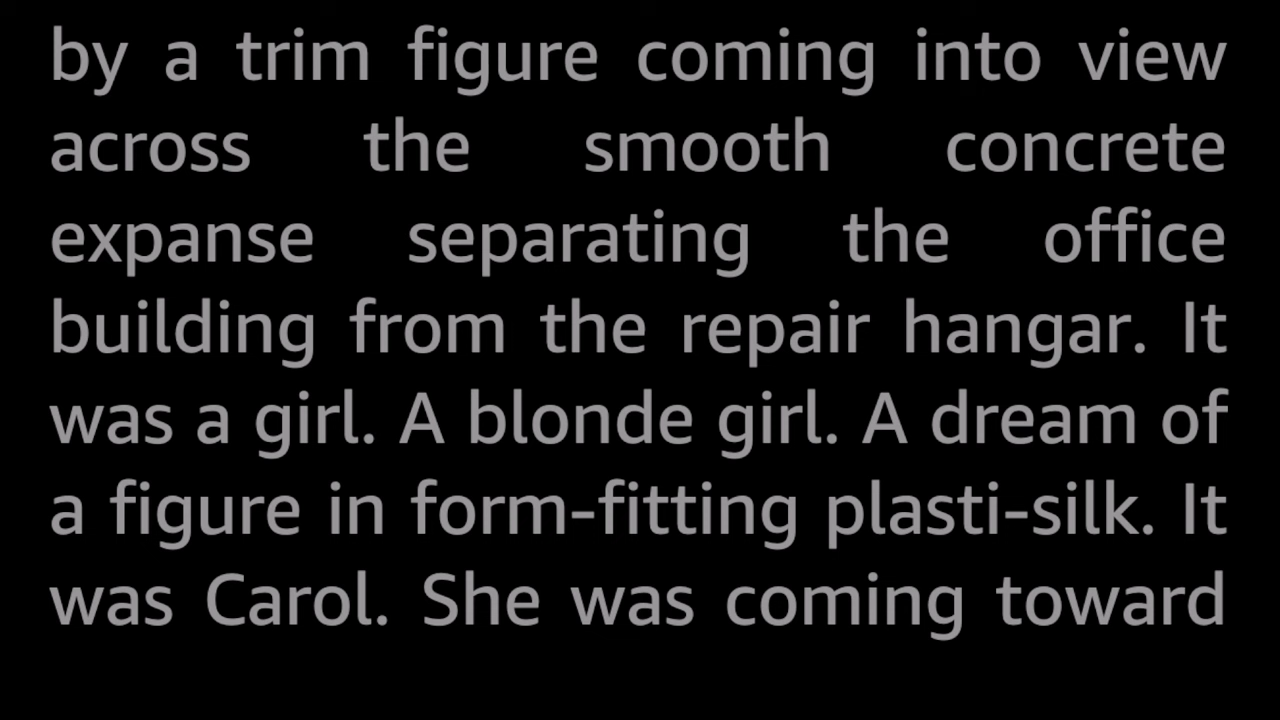 by a trim figure coming into view
across the smooth concrete
expanse separating the office
building from the repair hangar. It
was a girl. A blonde girl. A dream of
a figure in form-fitting plasti-silk. It
was Carol. She was coming toward